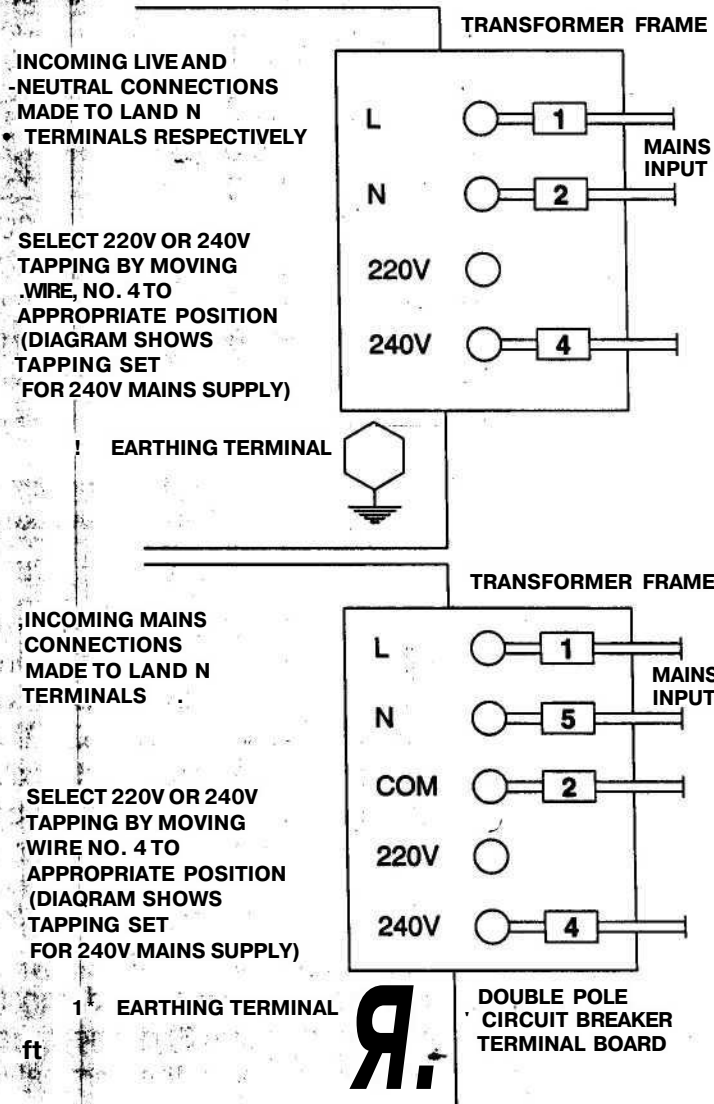 TRANSFORMER FRAME
INCOMING LIVE AND
-NEUTRAL CONNECTIONS
MADE TO LAND N
• TERMINALS RESPECTIVELY
L 1
MAINS
INPUT
N 2
SELECT 220V OR 240V
TAPPING BY MOVING
.WIRE, NO. 4 TO
APPROPRIATE POSITION
(DIAGRAM SHOWS
TAPPING SET
FOR 240V MAINS SUPPLY)
220V
240V 4
! EARTHING TERMINAL
TRANSFORMER FRAME
,INCOMING MAINS
CONNECTIONS
MADE TO LAND N
TERMINALS .
L 1
MAINS
INPUT
N 5
COM 2
SELECT 220V OR 240V
TAPPING BY MOVING
WIRE NO. 4 TO
APPROPRIATE POSITION
(DIAQRAM SHOWS
TAPPING SET
FOR 240V MAINS SUPPLY)
220V
240V 4
1* EARTHING TERMINAL
Я.
DOUBLE POLE
' CIRCUIT BREAKER
TERMINAL BOARD
ft